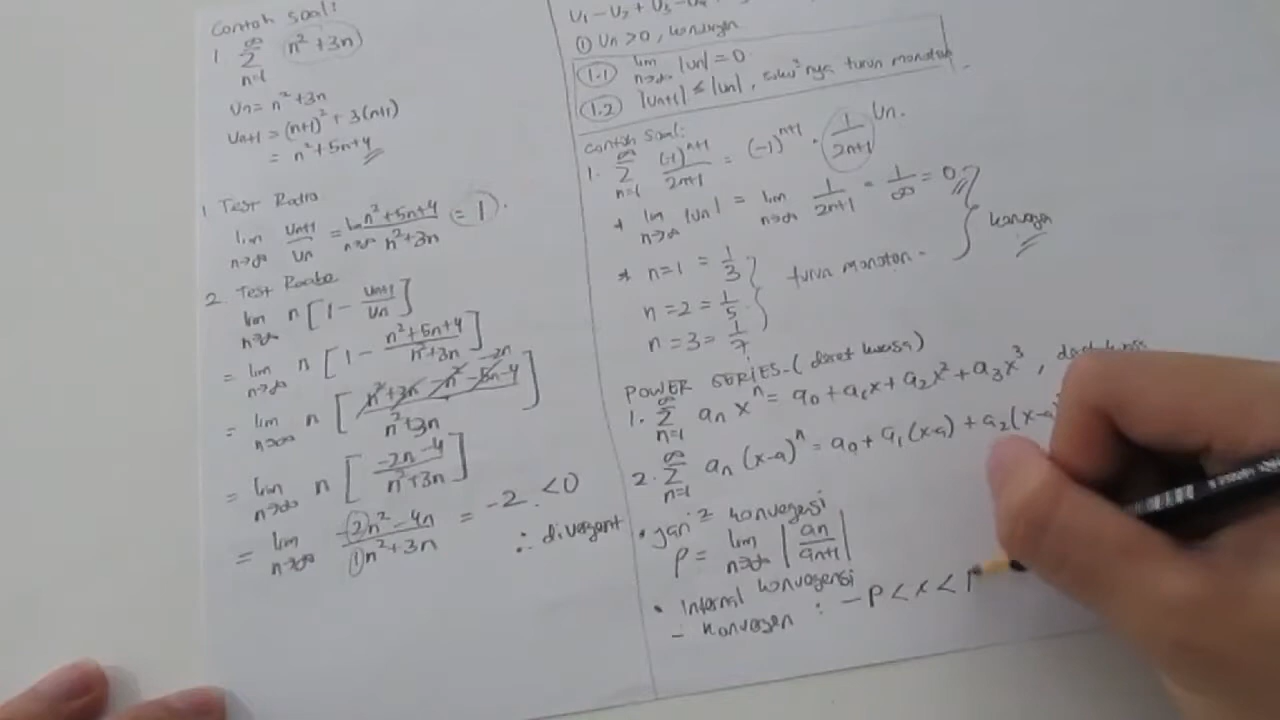 Contoh Soal:
1. ∞ Σ n=1 n² + 3n
Un = n² + 3n
Un+1 = (n+1)² + 3(n+1)
= n² + 5n + 4
1 Test Ratio
lim n→∞ Un+1/Un = lim n→∞ (n² + 5n + 4)/(n² + 3n) = 1.
2. Test Raabe
lim n→∞ n [1 - Un+1/Un]
= lim n→∞ n [1 - (n² + 5n + 4)/(n² + 3n)]
= lim n→∞ n [(n² + 3n - n² - 5n - 4)/(n² + 3n)] -2n
= lim n→∞ n [(-2n - 4)/(n² + 3n)]
= lim n→∞ (-2n² - 4n)/(1n² + 3n) = -2 < 0
∴ divergent
U1 - U2 + U3 - U4
① Un > 0, konvergen
1.1 lim n→∞ |Un| = 0
1.2 |Un+1| ≤ |Un|, suku²nya turun monoton
Contoh Soal:
1. ∞ Σ n=1 (-1)^(n+1)/(2n+1) = (-1)^(n+1) · 1/(2n+1) Un.
* lim n→∞ |Un| = lim n→∞ 1/(2n+1) = 1/∞ = 0
* n=1 = 1/3
n=2 = 1/5
n=3 = 1/7
turun monoton
konvergen
POWER SERIES - (deret kuasa)
1. ∞ Σ n=1 an x^n = a0 + a1x + a2x² + a3x³,
2. ∞ Σ n=1 an (x-a)^n = a0 + a1(x-a) + a2(x-a)
• jari² konvergensi
P = lim n→∞ |an/an+1|
• Interval konvergensi
- Konvergen : -P < x < P